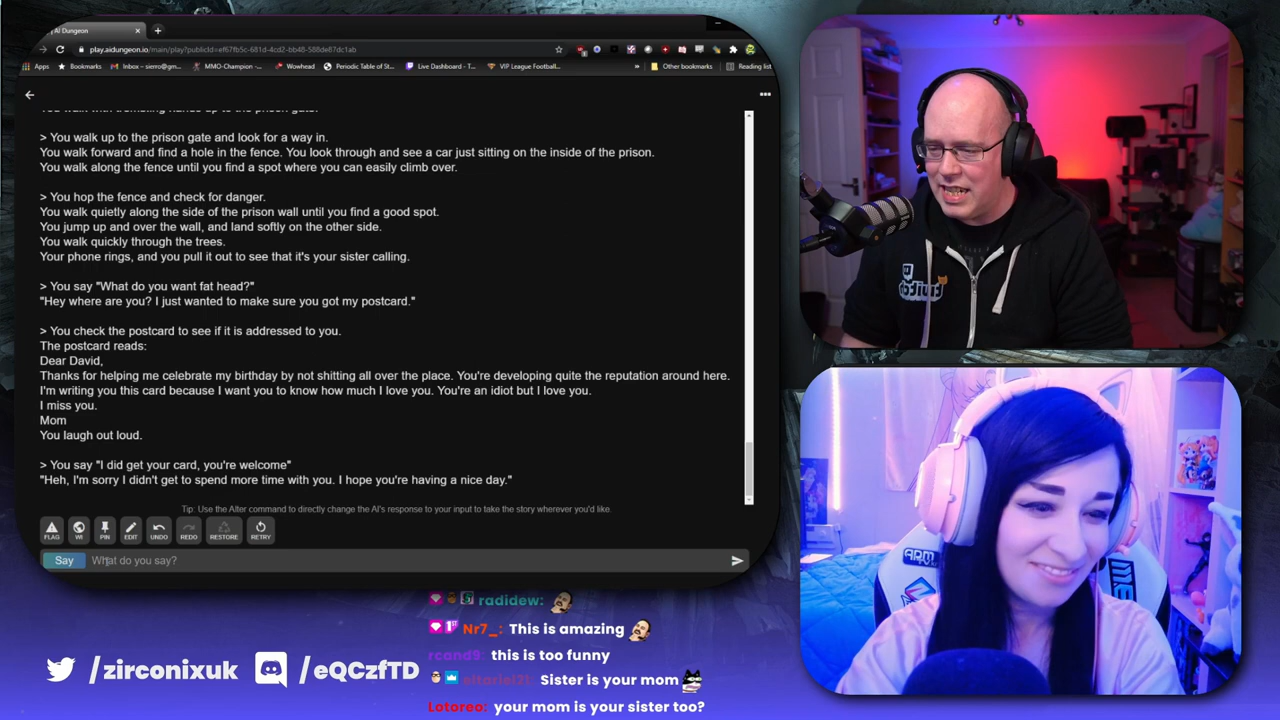 AI Dungeon
play.aidungeon.io/main/play?publicId=ef67fb5c-681d-4cd2-bb48-588de87dc1ab
Apps Bookmarks Inbox – sierro@gm... MMO-Champion –... Wowhead Periodic Table of St... Live Dashboard - T... VIP League Football... » Other bookmarks Reading list
> You walk up to the prison gate and look for a way in.
You walk forward and find a hole in the fence. You look through and see a car just sitting on the inside of the prison.
You walk along the fence until you find a spot where you can easily climb over.
> You hop the fence and check for danger.
You walk quietly along the side of the prison wall until you find a good spot.
You jump up and over the wall, and land softly on the other side.
You walk quickly through the trees.
Your phone rings, and you pull it out to see that it's your sister calling.
> You say "What do you want fat head?"
"Hey where are you? I just wanted to make sure you got my postcard."
> You check the postcard to see if it is addressed to you.
The postcard reads:
Dear David,
Thanks for helping me celebrate my birthday by not shitting all over the place. You're developing quite the reputation around here.
I'm writing you this card because I want you to know how much I love you. You're an idiot but I love you.
I miss you.
Mom
You laugh out loud.
> You say "I did get your card, you're welcome"
"Heh, I'm sorry I didn't get to spend more time with you. I hope you're having a nice day."
Tip: Use the Alter command to directly change the AI's response to your input to take the story wherever you'd like.
FLAG WI PIN EDIT UNDO REDO RESTORE RETRY
Say What do you say?
radidew:
Nr7_: This is amazing
rcand9: this is too funny
eltariel21: Sister is your mom
Lotoreo: your mom is your sister too?
/zirconixuk /eQCzfTD